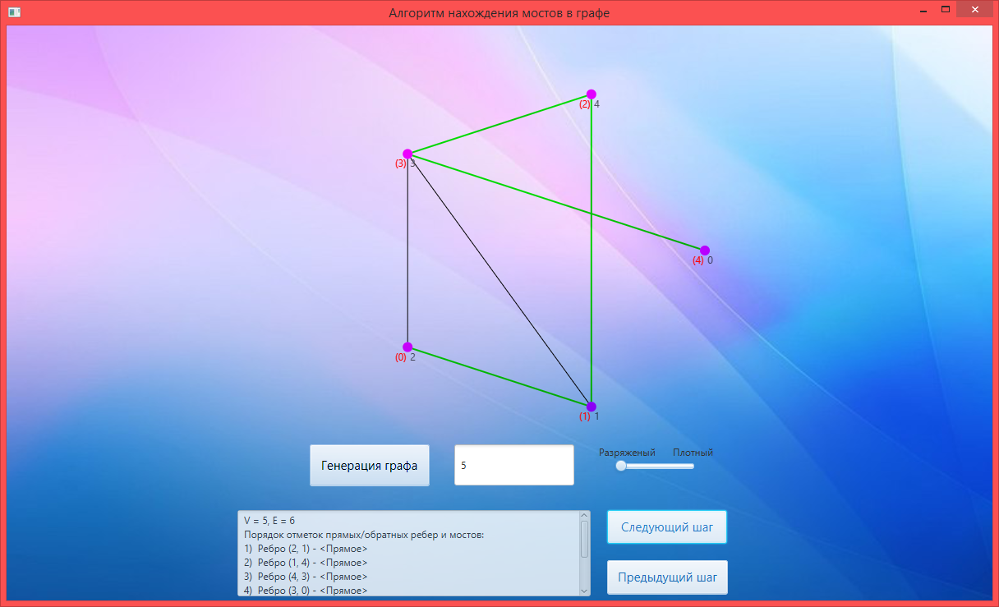 Алгоритм нахождения мостов в графе
(2) 4
(3) 3
(4) 0
(0) 2
(1) 1
Разряженый Плотный
Генерация графа
5
V = 5, E = 6
Порядок отметок прямых/обратных ребер и мостов:
1) Ребро (2, 1) - <Прямое>
2) Ребро (1, 4) - <Прямое>
3) Ребро (4, 3) - <Прямое>
4) Ребро (3, 0) - <Прямое>
Следующий шаг
Предыдущий шаг